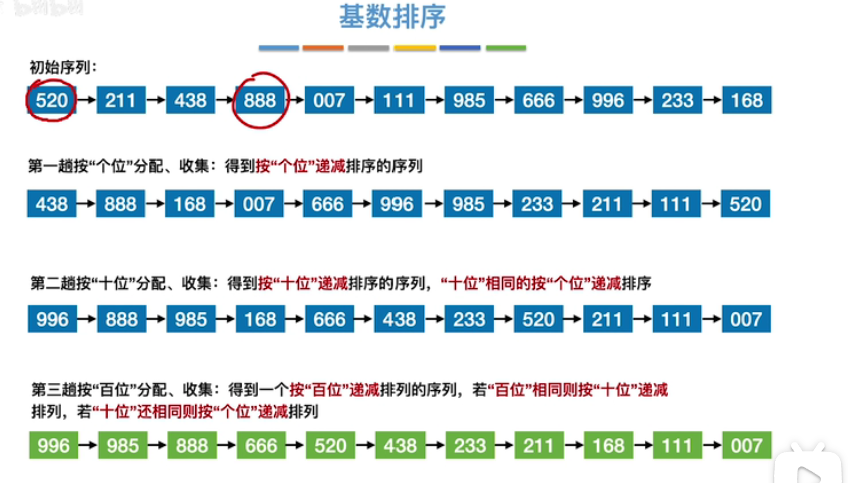 bilibili
基数排序
初始序列：
520 211 438 888 007 111 985 666 996 233 168
第一趟按“个位”分配、收集：得到按“个位”递减排序的序列
438 888 168 007 666 996 985 233 211 111 520
第二趟按“十位”分配、收集：得到按“十位”递减排序的序列，“十位”相同的按“个位”递减排序
996 888 985 168 666 438 233 520 211 111 007
第三趟按“百位”分配、收集：得到一个按“百位”递减排列的序列，若“百位”相同则按“十位”递减
排列，若“十位”还相同则按“个位”递减排列
996 985 888 666 520 438 233 211 168 111 007